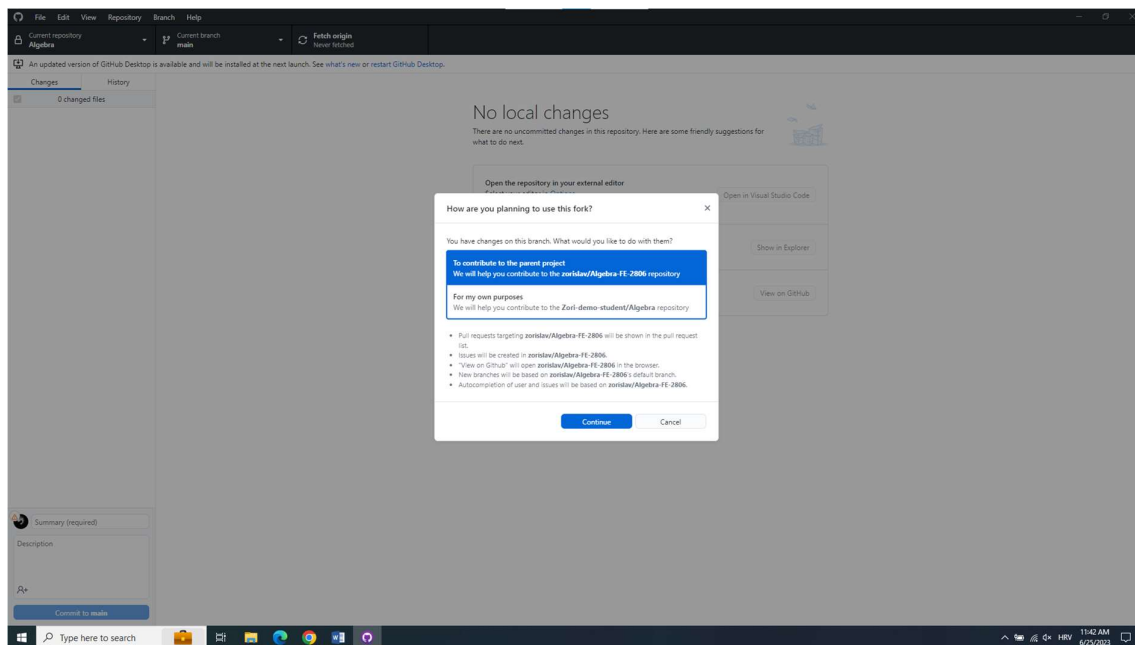 File Edit View Repository Branch Help
Current repository
Algebra
Current branch
main
Fetch origin
Never fetched
An updated version of GitHub Desktop is available and will be installed at the next launch. See what's new or restart GitHub Desktop.
Changes History
0 changed files
No local changes
There are no uncommitted changes in this repository. Here are some friendly suggestions for
what to do next.
Open the repository in your external editor
Select your editor in Options
Open in Visual Studio Code
Show in Explorer
View on GitHub
How are you planning to use this fork?
You have changes on this branch. What would you like to do with them?
To contribute to the parent project
We will help you contribute to the zorislav/Algebra-FE-2806 repository
For my own purposes
We will help you contribute to the Zori-demo-student/Algebra repository
• Pull requests targeting zorislav/Algebra-FE-2806 will be shown in the pull request
list.
• Issues will be created in zorislav/Algebra-FE-2806.
• "View on Github" will open zorislav/Algebra-FE-2806 in the browser.
• New branches will be based on zorislav/Algebra-FE-2806's default branch.
• Autocompletion of user and issues will be based on zorislav/Algebra-FE-2806.
Continue Cancel
Summary (required)
Description
Commit to main
Type here to search
HRV
11:42 AM
6/25/2023